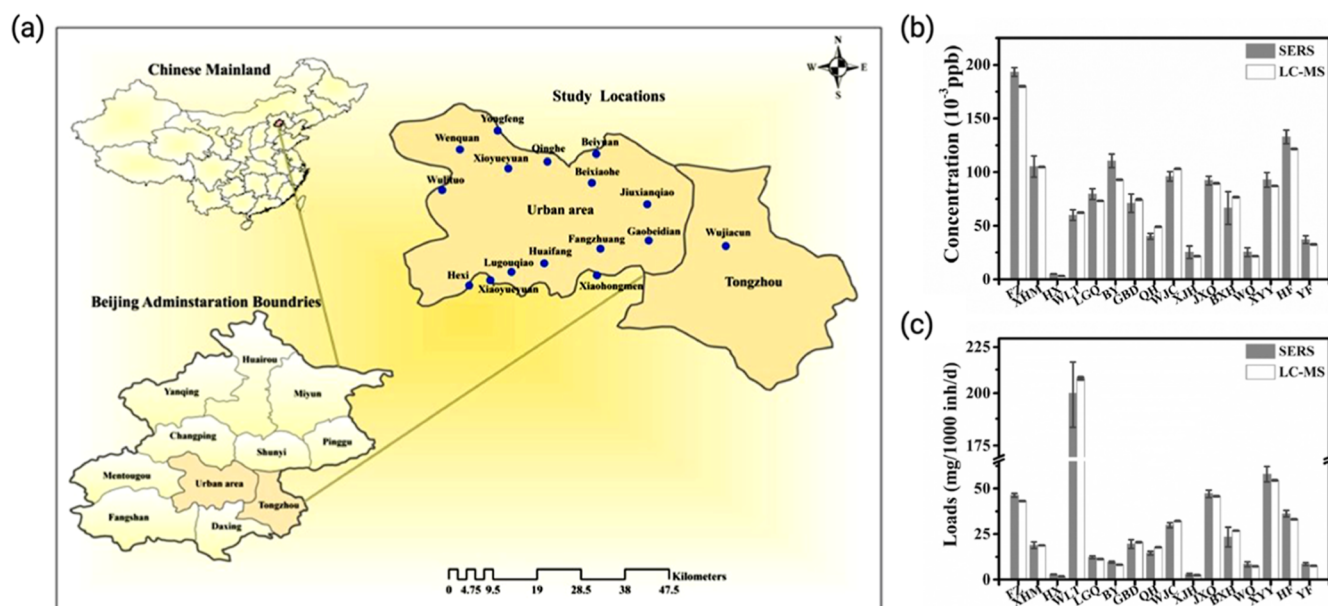 (a)
Chinese Mainland
N
W E
S
Study Locations
Yongfeng
Wenquan
Xioyueyuan
Qinghe
Beiyuan
Beixiaohe
Wulituo
Jiuxianqiao
Urban area
Gaobeidian
Fangzhuang
Wujiacun
Huaifang
Lugouqiao
Hexi
Xiaoyueyuan
Xiaohongmen
Tongzhou
Beijing Adminstaration Boundries
Huairou
Yanqing
Miyun
Changping
Shunyi
Pinggu
Mentougou
Urban area
Tongzhou
Fangshan
Daxing
Kilometers
0 4.75 9.5 19 28.5 38 47.5
(b)
Concentration (10⁻³ppb)
200
150
100
50
0
SERS
LC-MS
FZ XHM HX WLT LGQ BY GBD QH WJC XJH JXQ BXH WQ XYY HF YF
(c)
Loads (mg/1000 inh/d)
200
175
50
25
0
SERS
LC-MS
FZ XHM HX WLT LGQ BY GBD QH WJC XJH JXQ BXH WQ XYY HF YF